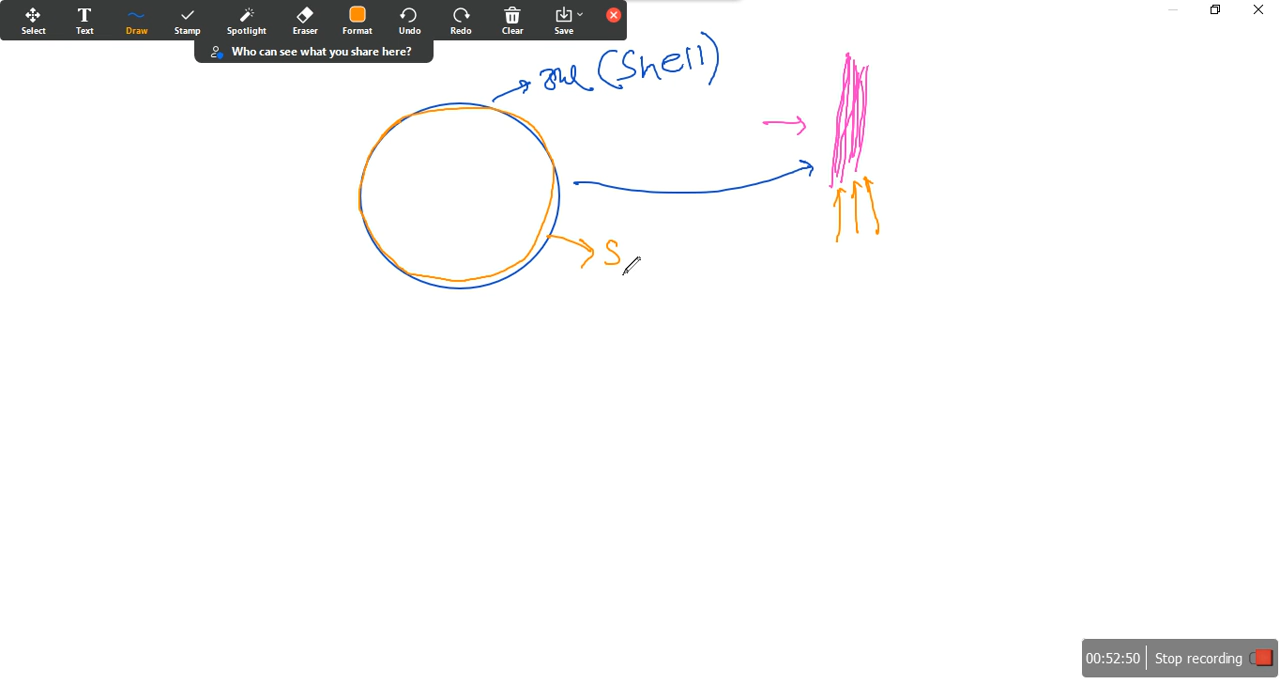 Select Text Draw Stamp Spotlight Eraser Format Undo Redo Clear Save
Who can see what you share here?
(Shell)
S
00:52:50 Stop recording